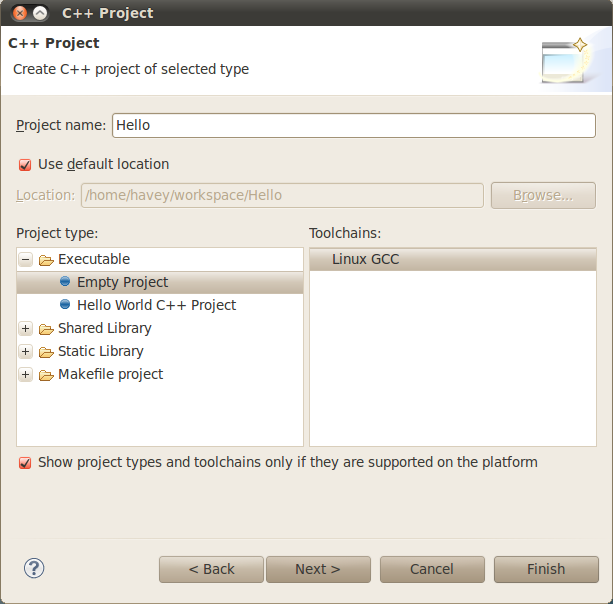 C++ Project
C++ Project
Create C++ project of selected type
Project name: Hello
Use default location
Location: /home/havey/workspace/Hello Browse...
Project type: Toolchains:
Executable Linux GCC
Empty Project
Hello World C++ Project
Shared Library
Static Library
Makefile project
Show project types and toolchains only if they are supported on the platform
? < Back Next > Cancel Finish